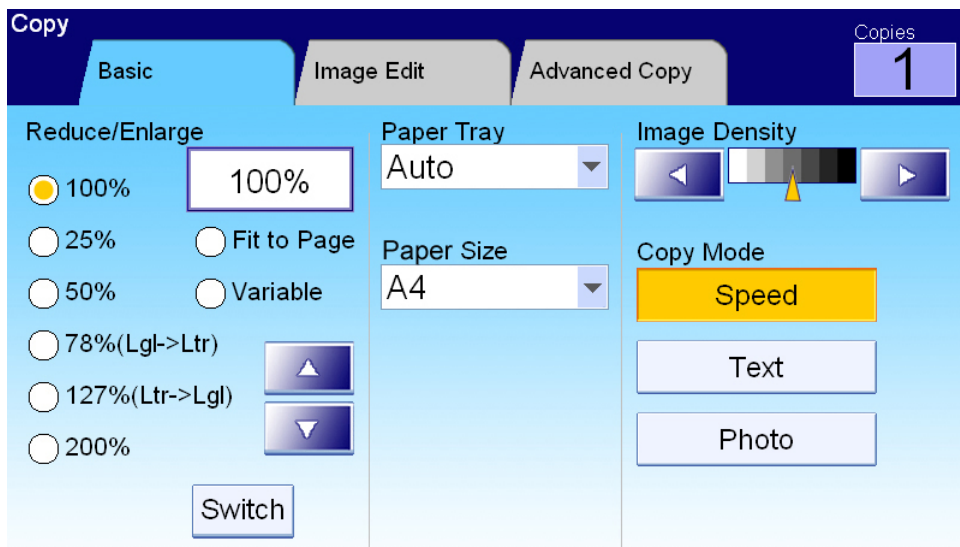 Copy
Copies
1
Basic
Image Edit
Advanced Copy
Reduce/Enlarge
100%
100%
25%
Fit to Page
50%
Variable
78%(Lgl->Ltr)
127%(Ltr->Lgl)
200%
Switch
Paper Tray
Auto
Paper Size
A4
Image Density
Copy Mode
Speed
Text
Photo